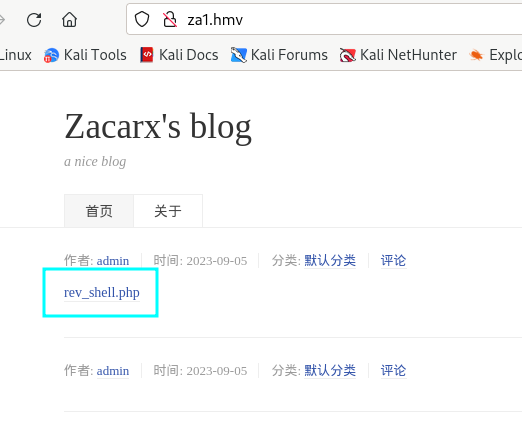 za1.hmv
Linux Kali Tools Kali Docs Kali Forums Kali NetHunter Explo
Zacarx's blog
a nice blog
首页 关于
作者: admin 时间: 2023-09-05 分类: 默认分类 评论
rev_shell.php
作者: admin 时间: 2023-09-05 分类: 默认分类 评论